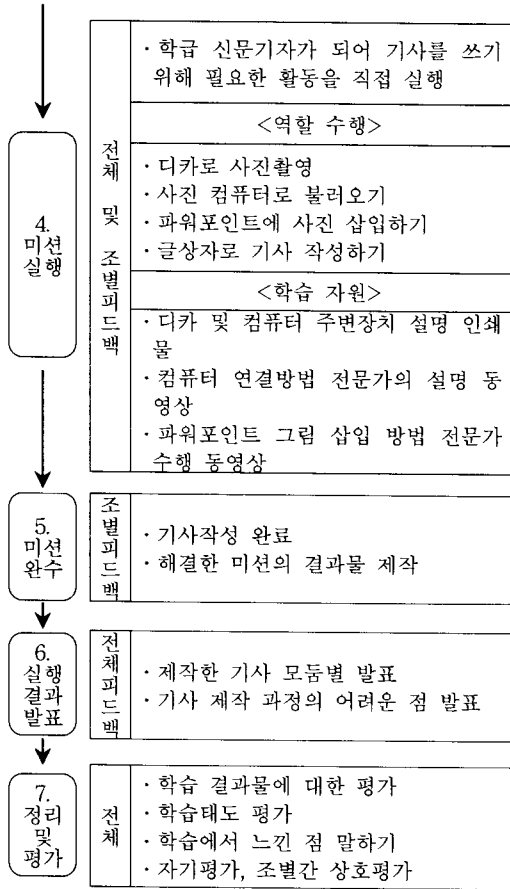 4.
미션
실행
전체 및 조별피드백
· 학급 신문기자가 되어 기사를 쓰기
위해 필요한 활동을 직접 실행
<역할 수행>
· 디카로 사진촬영
· 사진 컴퓨터로 불러오기
· 파워포인트에 사진 삽입하기
· 글상자로 기사 작성하기
<학습 자원>
· 디카 및 컴퓨터 주변장치 설명 인쇄
물
· 컴퓨터 연결방법 전문가의 설명 동
영상
· 파워포인트 그림 삽입 방법 전문가
수행 동영상
5.
미션
완수
조별피드백
· 기사작성 완료
· 해결한 미션의 결과물 제작
6.
실행
결과
발표
전체피드백
· 제작한 기사 모둠별 발표
· 기사 제작 과정의 어려운 점 발표
7.
정리
및
평가
전체
· 학습 결과물에 대한 평가
· 학습태도 평가
· 학습에서 느낀 점 말하기
· 자기평가, 조별간 상호평가